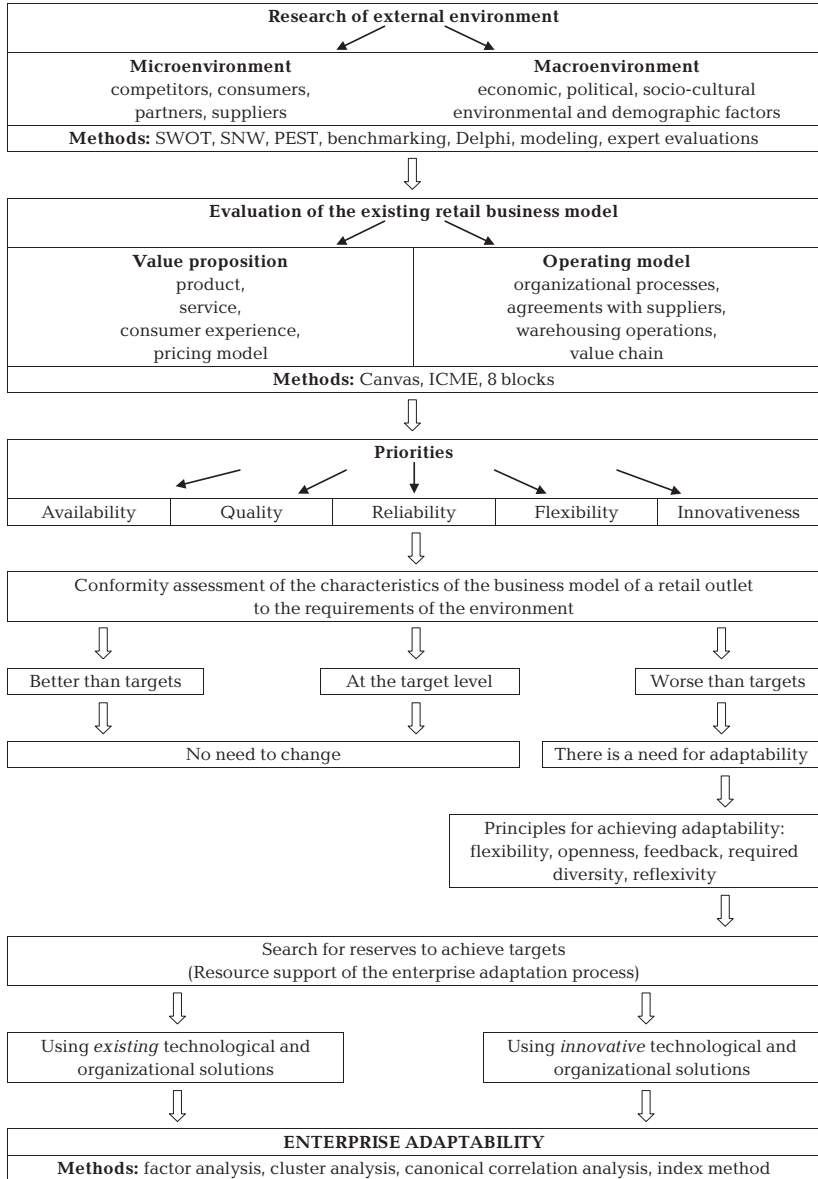 Research of external environment
Microenvironment
competitors, consumers,
partners, suppliers
Macroenvironment
economic, political, socio-cultural
environmental and demographic factors
Methods: SWOT, SNW, PEST, benchmarking, Delphi, modeling, expert evaluations
Evaluation of the existing retail business model
Value proposition
product,
service,
consumer experience,
pricing model
Operating model
organizational processes,
agreements with suppliers,
warehousing operations,
value chain
Methods: Canvas, ICME, 8 blocks
Priorities
Availability
Quality
Reliability
Flexibility
Innovativeness
Conformity assessment of the characteristics of the business model of a retail outlet
to the requirements of the environment
Better than targets
At the target level
Worse than targets
No need to change
There is a need for adaptability
Principles for achieving adaptability:
flexibility, openness, feedback, required
diversity, reflexivity
Search for reserves to achieve targets
(Resource support of the enterprise adaptation process)
Using existing technological and
organizational solutions
Using innovative technological and
organizational solutions
ENTERPRISE ADAPTABILITY
Methods: factor analysis, cluster analysis, canonical correlation analysis, index method